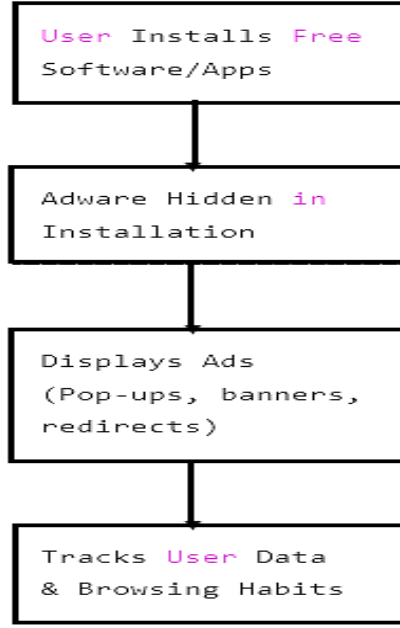 User Installs Free
Software/Apps
Adware Hidden in
Installation
Displays Ads
(Pop-ups, banners,
redirects)
Tracks User Data
& Browsing Habits